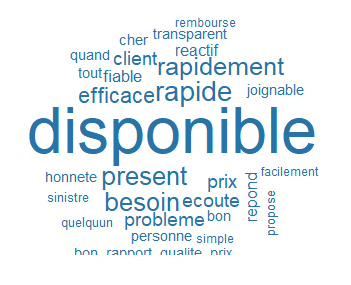 rembourse
cher transparent
quand client reactif
tout fiable rapidement
efficace rapide joignable
disponible
honnete present prix facilement
sinistre besoin ecoute repond propose
quelquun probleme bon
personne simple
bon rapport qualite prix